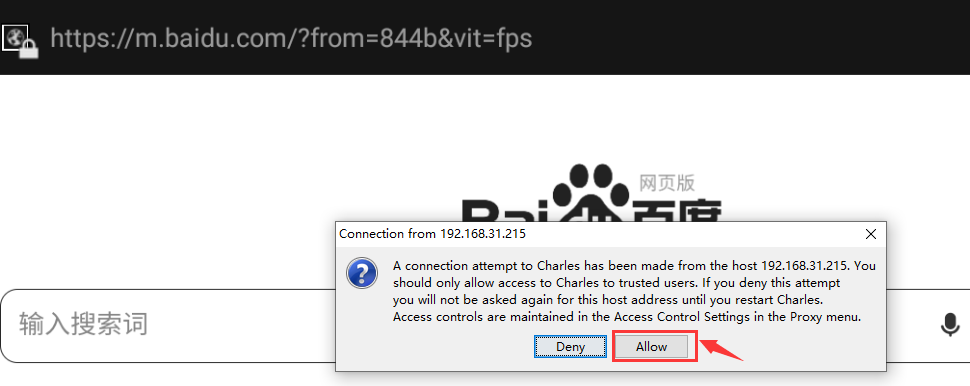 https://m.baidu.com/?from=844b&vit=fps
网页版
Bai 百度
Connection from 192.168.31.215
A connection attempt to Charles has been made from the host 192.168.31.215. You
should only allow access to Charles to trusted users. If you deny this attempt
you will not be asked again for this host address until you restart Charles.
Access controls are maintained in the Access Control Settings in the Proxy menu.
输入搜索词
Deny
Allow